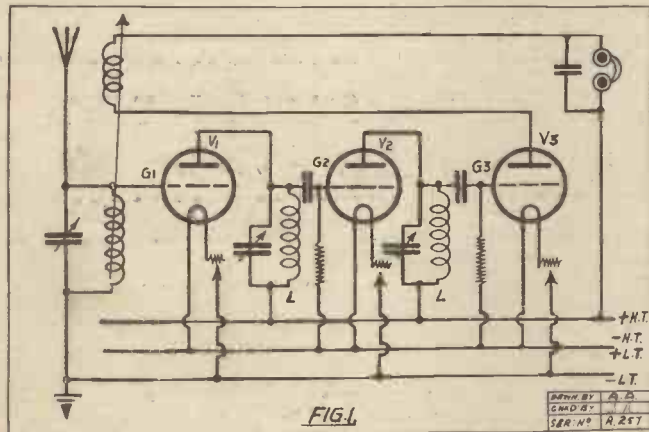 V1
V2
V3
G1
G2
G3
L
L
+H.T.
-H.T.
+L.T.
-L.T.
FIG.1.
DRWN. BY A.D.
CHKD BY
SER: Nº R.257